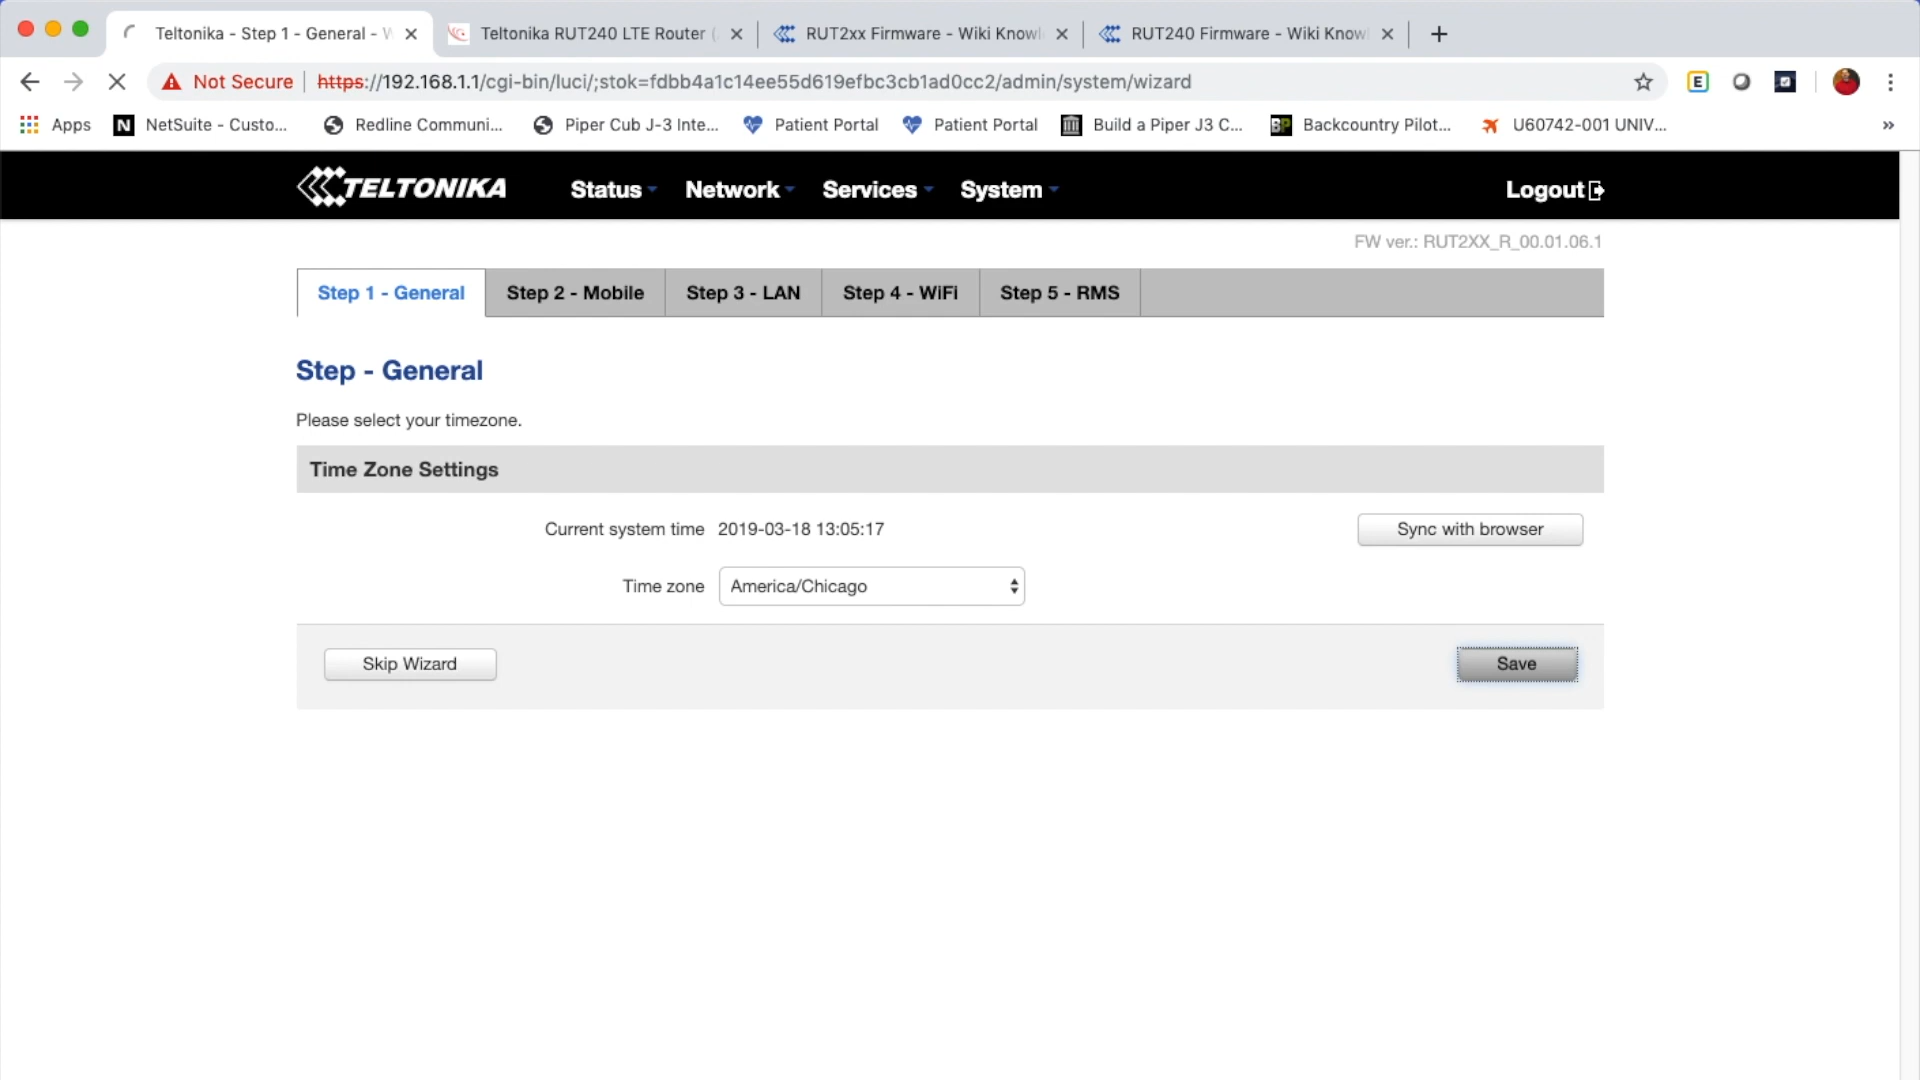 Teltonika - Step 1 - General - W
Teltonika RUT240 LTE Router (
RUT2xx Firmware - Wiki Knowl
RUT240 Firmware - Wiki Knowl
Not Secure
https://192.168.1.1/cgi-bin/luci/;stok=fdbb4a1c14ee55d619efbc3cb1ad0cc2/admin/system/wizard
E
Apps
N NetSuite - Custo...
Redline Communi...
Piper Cub J-3 Inte...
Patient Portal
Patient Portal
Build a Piper J3 C...
BP Backcountry Pilot...
U60742-001 UNIV...
»
TELTONIKA
Status
Network
Services
System
Logout
FW ver.: RUT2XX_R_00.01.06.1
Step 1 - General
Step 2 - Mobile
Step 3 - LAN
Step 4 - WiFi
Step 5 - RMS
Step - General
Please select your timezone.
Time Zone Settings
Current system time 2019-03-18 13:05:17
Sync with browser
Time zone America/Chicago
Skip Wizard
Save